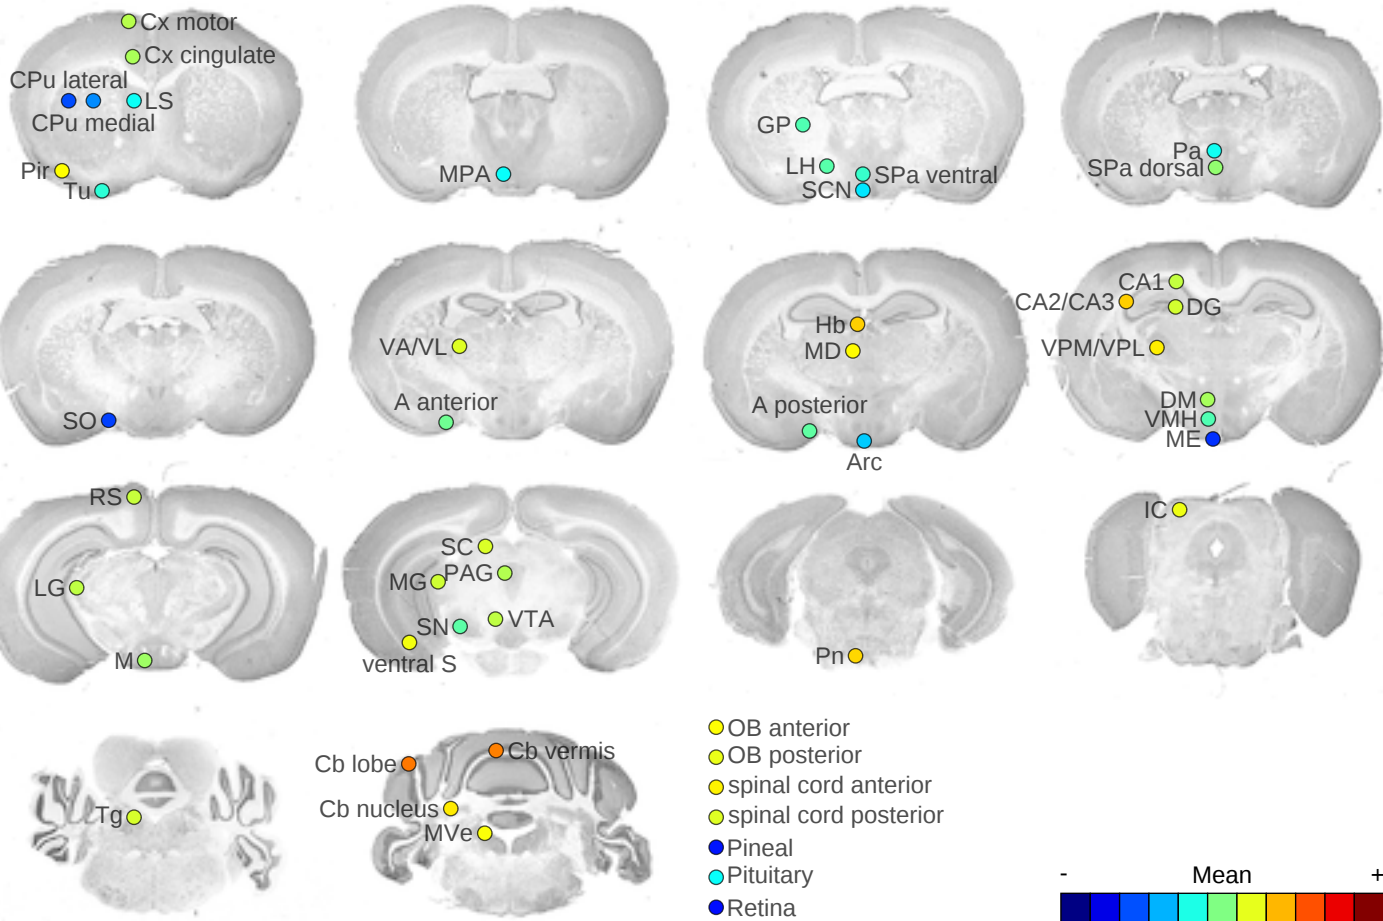 Cx motor
Cx cingulate
CPu lateral
LS
CPu medial
Pir
Tu
MPA
GP
LH
SPa ventral
SCN
Pa
SPa dorsal
SO
VA/VL
A anterior
Hb
MD
A posterior
Arc
CA1
CA2/CA3
DG
VPM/VPL
DM
VMH
ME
RS
LG
M
SC
PAG
MG
VTA
SN
ventral S
Pn
IC
Tg
Cb lobe
Cb vermis
Cb nucleus
MVe
OB anterior
OB posterior
spinal cord anterior
spinal cord posterior
Pineal
Pituitary
Retina
- Mean +